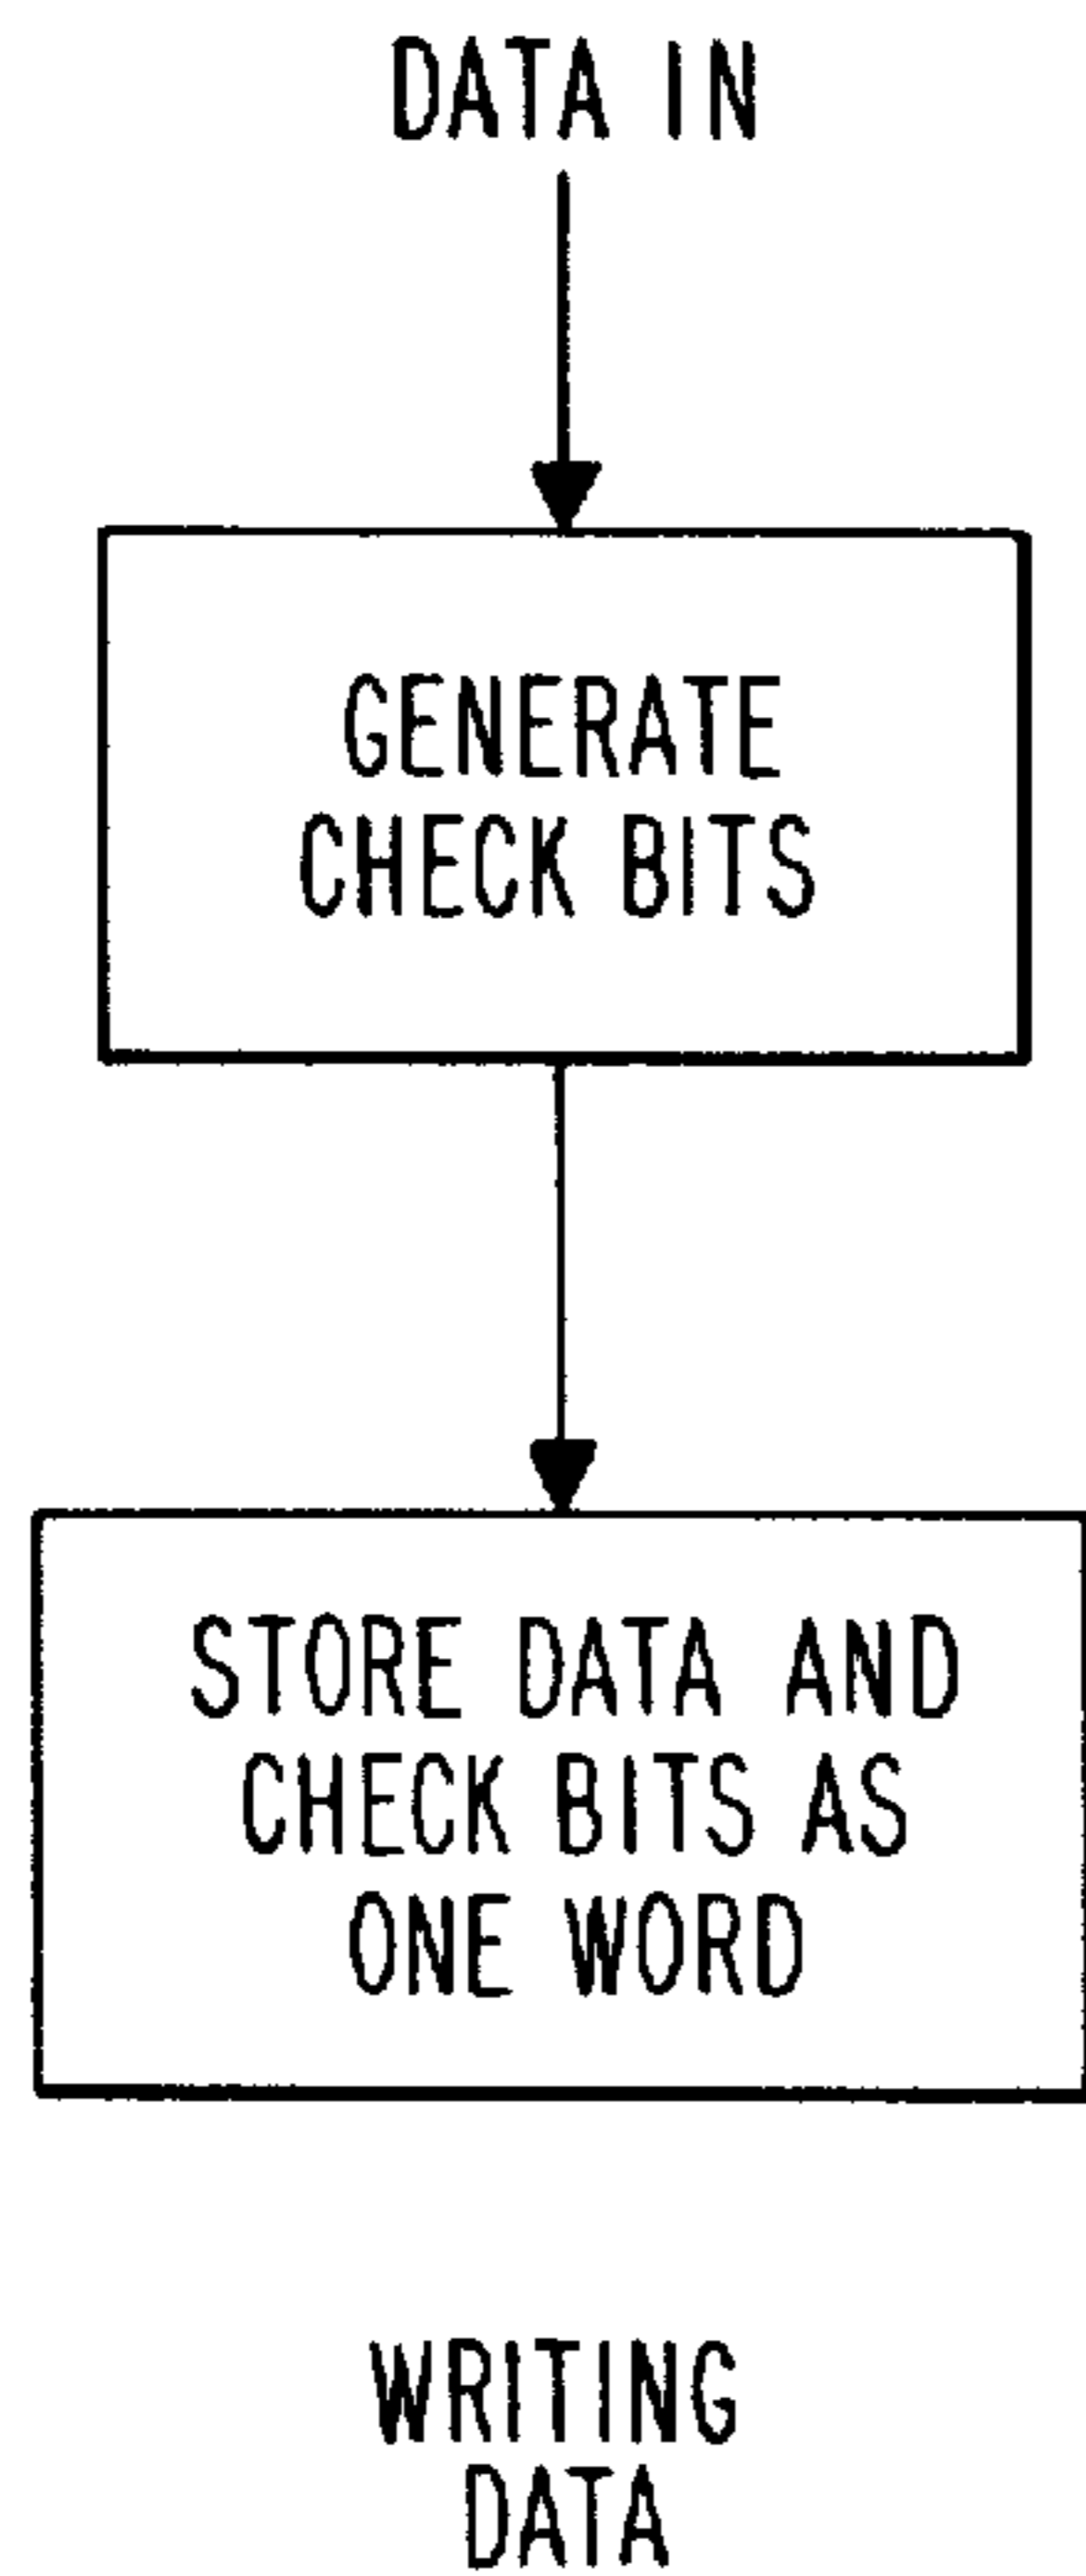 DATA IN
GENERATE
CHECK BITS
STORE DATA AND
CHECK BITS AS
ONE WORD
WRITING
DATA